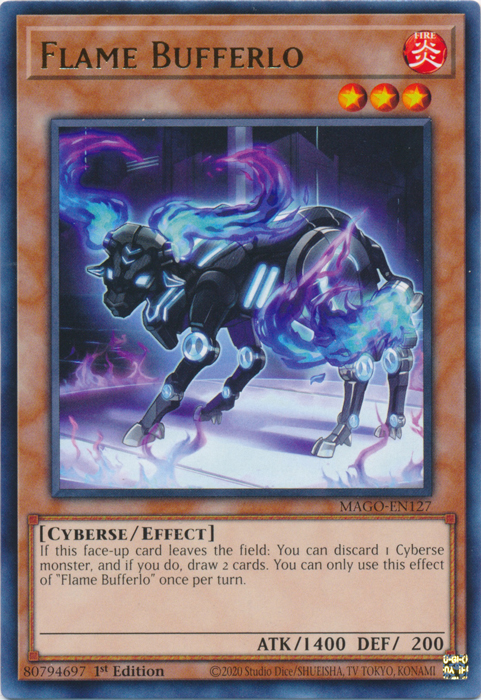 FLAME BUFFERLO
FIRE
炎
MAGO-EN127
[CYBERSE/EFFECT]
If this face-up card leaves the field: You can discard 1 Cyberse
monster, and if you do, draw 2 cards. You can only use this effect
of "Flame Bufferlo" once per turn.
ATK/1400 DEF/ 200
80794697 1st Edition ©2020 Studio Dice/SHUEISHA, TV TOKYO, KONAMI